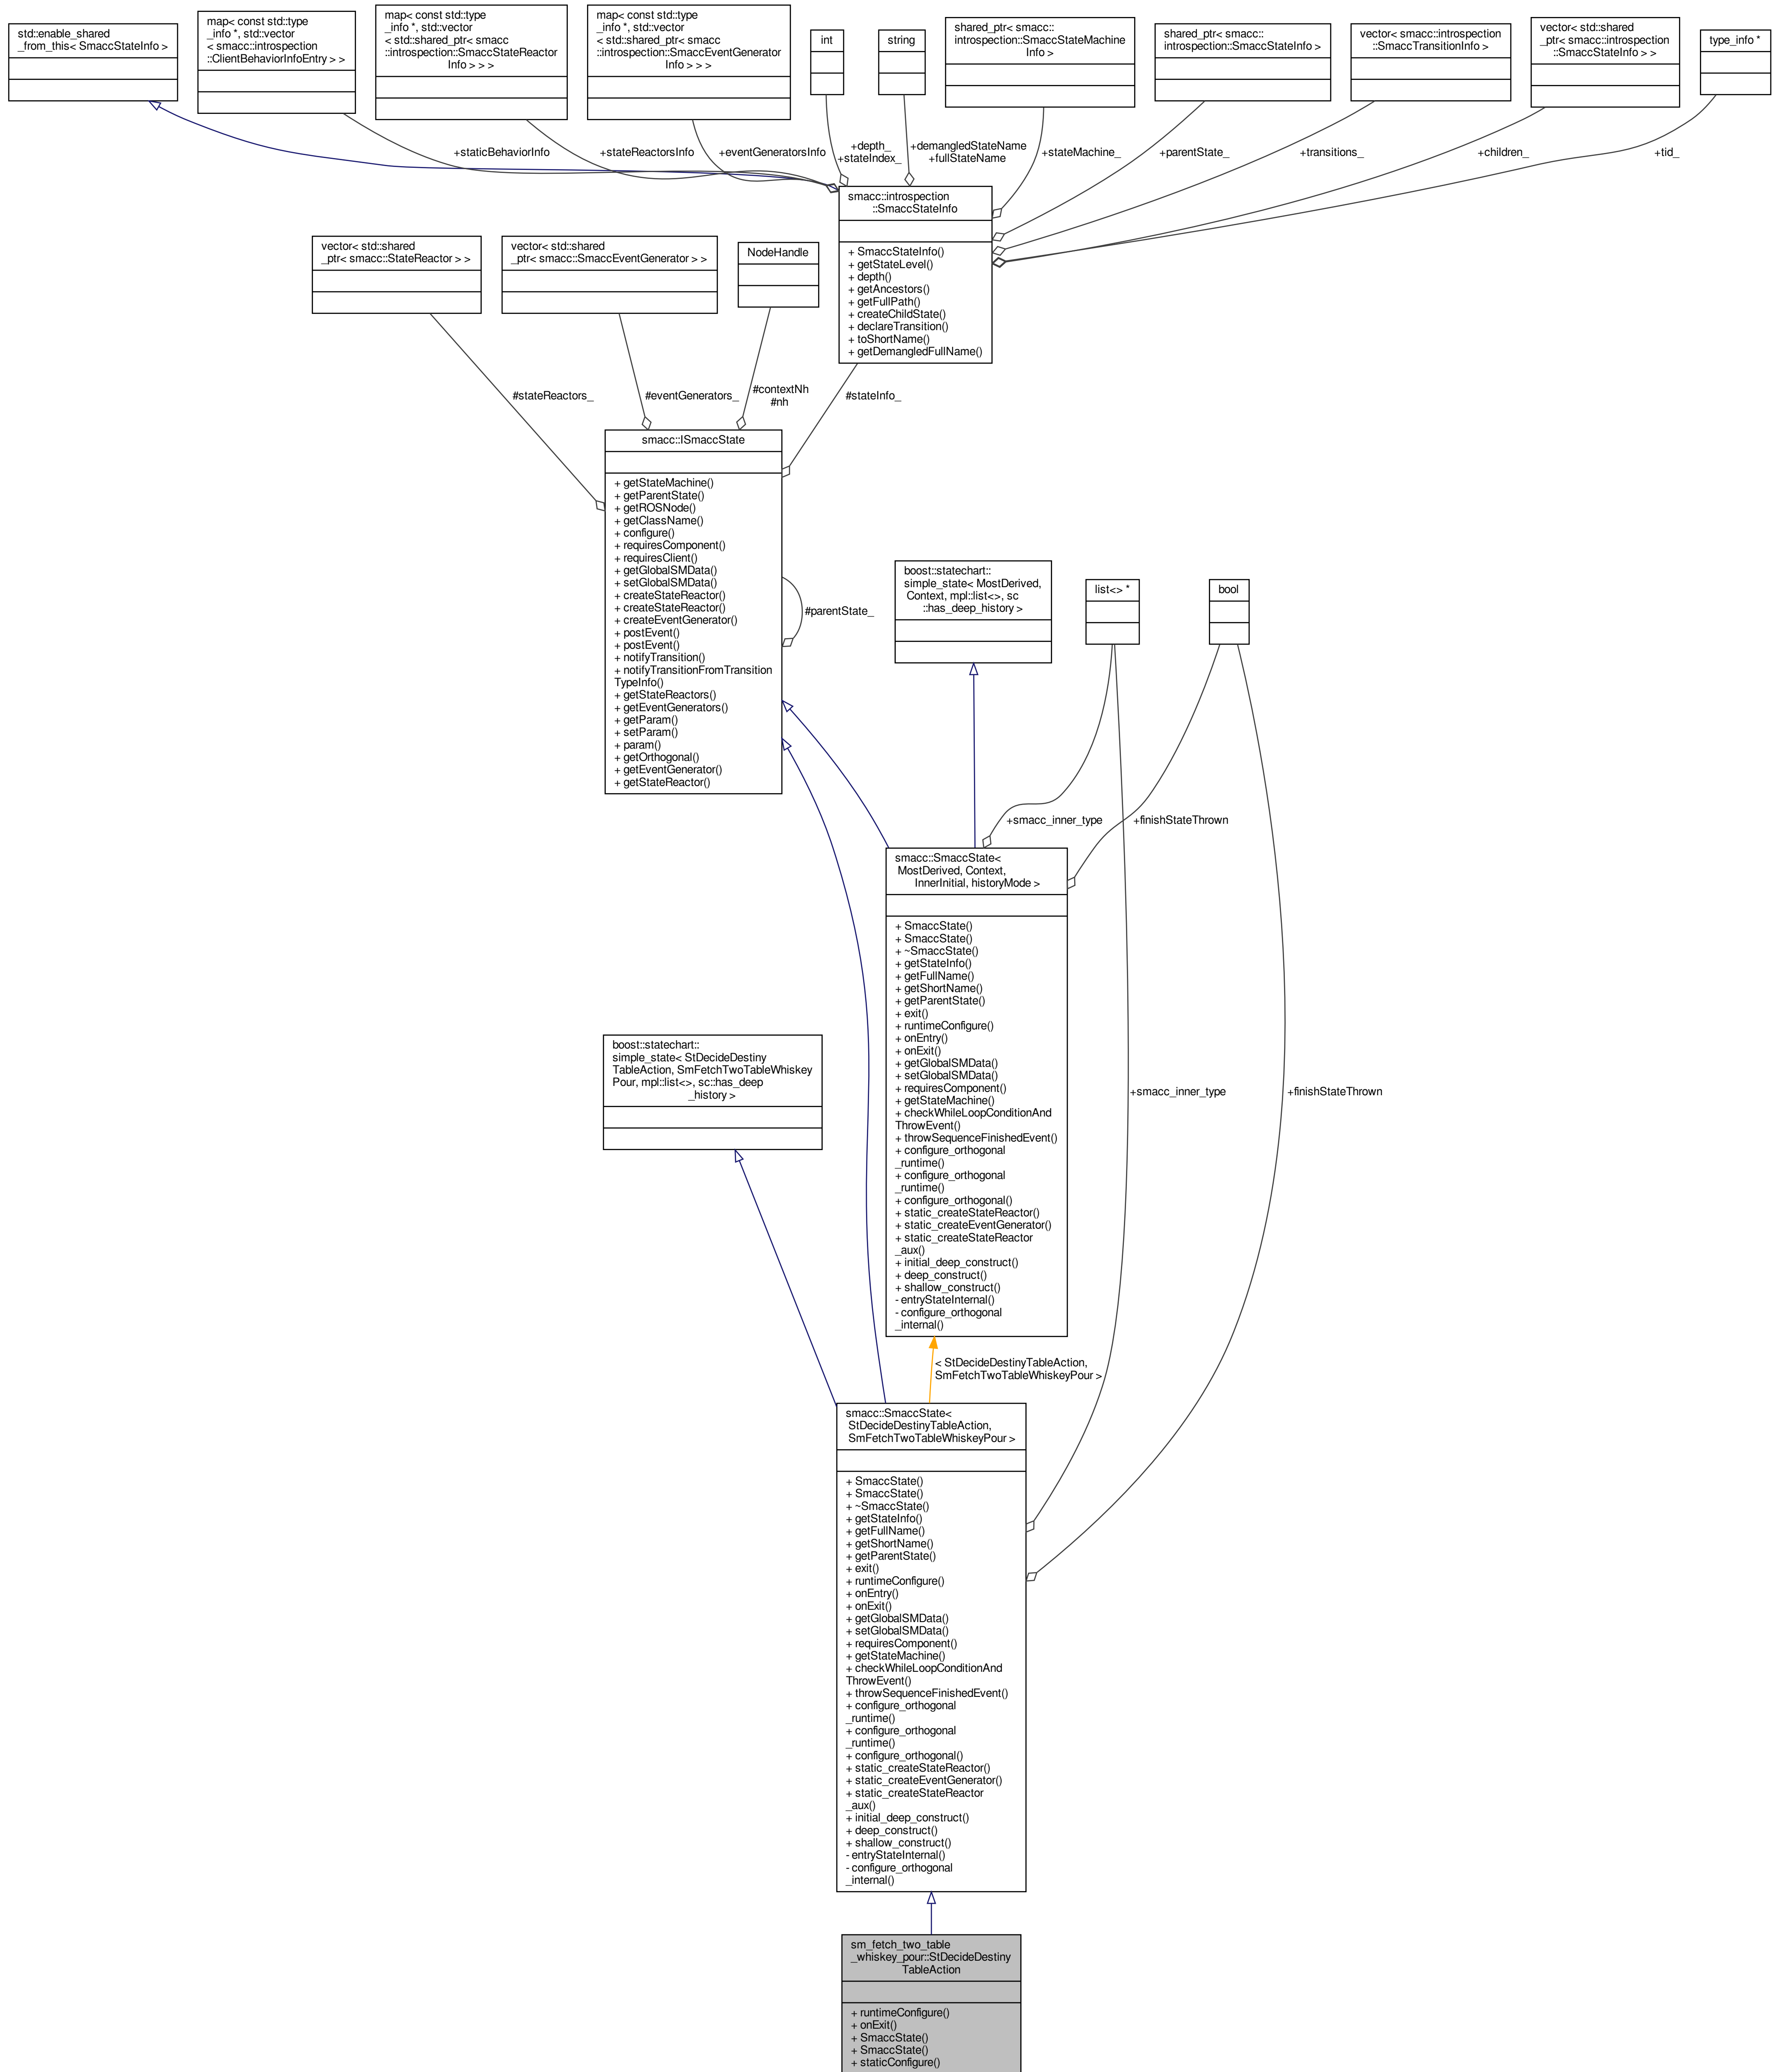 std::enable_shared
_from_this< SmaccStateInfo >
map< const std::type
_info *, std::vector
< smacc::introspection
::ClientBehaviorInfoEntry > >
map< const std::type
_info *, std::vector
< std::shared_ptr< smacc
::introspection::SmaccStateReactor
Info > > >
map< const std::type
_info *, std::vector
< std::shared_ptr< smacc
::introspection::SmaccEventGenerator
Info > > >
int
string
shared_ptr< smacc::
introspection::SmaccStateMachine
Info >
shared_ptr< smacc::
introspection::SmaccStateInfo >
vector< smacc::introspection
::SmaccTransitionInfo >
vector< std::shared
_ptr< smacc::introspection
::SmaccStateInfo > >
type_info *
+staticBehaviorInfo
+stateReactorsInfo
+eventGeneratorsInfo
+depth_
+stateIndex_
+demangledStateName
+fullStateName
+stateMachine_
+parentState_
+transitions_
+children_
+tid_
smacc::introspection
::SmaccStateInfo
+ SmaccStateInfo()
+ getStateLevel()
+ depth()
+ getAncestors()
+ getFullPath()
+ createChildState()
+ declareTransition()
+ toShortName()
+ getDemangledFullName()
vector< std::shared
_ptr< smacc::StateReactor > >
vector< std::shared
_ptr< smacc::SmaccEventGenerator > >
NodeHandle
#stateReactors_
#eventGenerators_
#contextNh
#nh
#stateInfo_
smacc::ISmaccState
+ getStateMachine()
+ getParentState()
+ getROSNode()
+ getClassName()
+ configure()
+ requiresComponent()
+ requiresClient()
+ getGlobalSMData()
+ setGlobalSMData()
+ createStateReactor()
+ createStateReactor()
+ createEventGenerator()
+ postEvent()
+ postEvent()
+ notifyTransition()
+ notifyTransitionFromTransition
TypeInfo()
+ getStateReactors()
+ getEventGenerators()
+ getParam()
+ setParam()
+ param()
+ getOrthogonal()
+ getEventGenerator()
+ getStateReactor()
#parentState_
boost::statechart::
simple_state< MostDerived,
Context, mpl::list<>, sc
::has_deep_history >
list<> *
bool
+smacc_inner_type
+finishStateThrown
smacc::SmaccState<
MostDerived, Context,
InnerInitial, historyMode >
+ SmaccState()
+ SmaccState()
+ ~SmaccState()
+ getStateInfo()
+ getFullName()
+ getShortName()
+ getParentState()
+ exit()
+ runtimeConfigure()
+ onEntry()
+ onExit()
+ getGlobalSMData()
+ setGlobalSMData()
+ requiresComponent()
+ getStateMachine()
+ checkWhileLoopConditionAnd
ThrowEvent()
+ throwSequenceFinishedEvent()
+ configure_orthogonal
_runtime()
+ configure_orthogonal
_runtime()
+ configure_orthogonal()
+ static_createStateReactor()
+ static_createEventGenerator()
+ static_createStateReactor
_aux()
+ initial_deep_construct()
+ deep_construct()
+ shallow_construct()
- entryStateInternal()
- configure_orthogonal
_internal()
boost::statechart::
simple_state< StDecideDestiny
TableAction, SmFetchTwoTableWhiskey
Pour, mpl::list<>, sc::has_deep
_history >
+smacc_inner_type
+finishStateThrown
< StDecideDestinyTableAction,
SmFetchTwoTableWhiskeyPour >
smacc::SmaccState<
StDecideDestinyTableAction,
SmFetchTwoTableWhiskeyPour >
+ SmaccState()
+ SmaccState()
+ ~SmaccState()
+ getStateInfo()
+ getFullName()
+ getShortName()
+ getParentState()
+ exit()
+ runtimeConfigure()
+ onEntry()
+ onExit()
+ getGlobalSMData()
+ setGlobalSMData()
+ requiresComponent()
+ getStateMachine()
+ checkWhileLoopConditionAnd
ThrowEvent()
+ throwSequenceFinishedEvent()
+ configure_orthogonal
_runtime()
+ configure_orthogonal
_runtime()
+ configure_orthogonal()
+ static_createStateReactor()
+ static_createEventGenerator()
+ static_createStateReactor
_aux()
+ initial_deep_construct()
+ deep_construct()
+ shallow_construct()
- entryStateInternal()
- configure_orthogonal
_internal()
sm_fetch_two_table
_whiskey_pour::StDecideDestiny
TableAction
+ runtimeConfigure()
+ onExit()
+ SmaccState()
+ SmaccState()
+ staticConfigure()